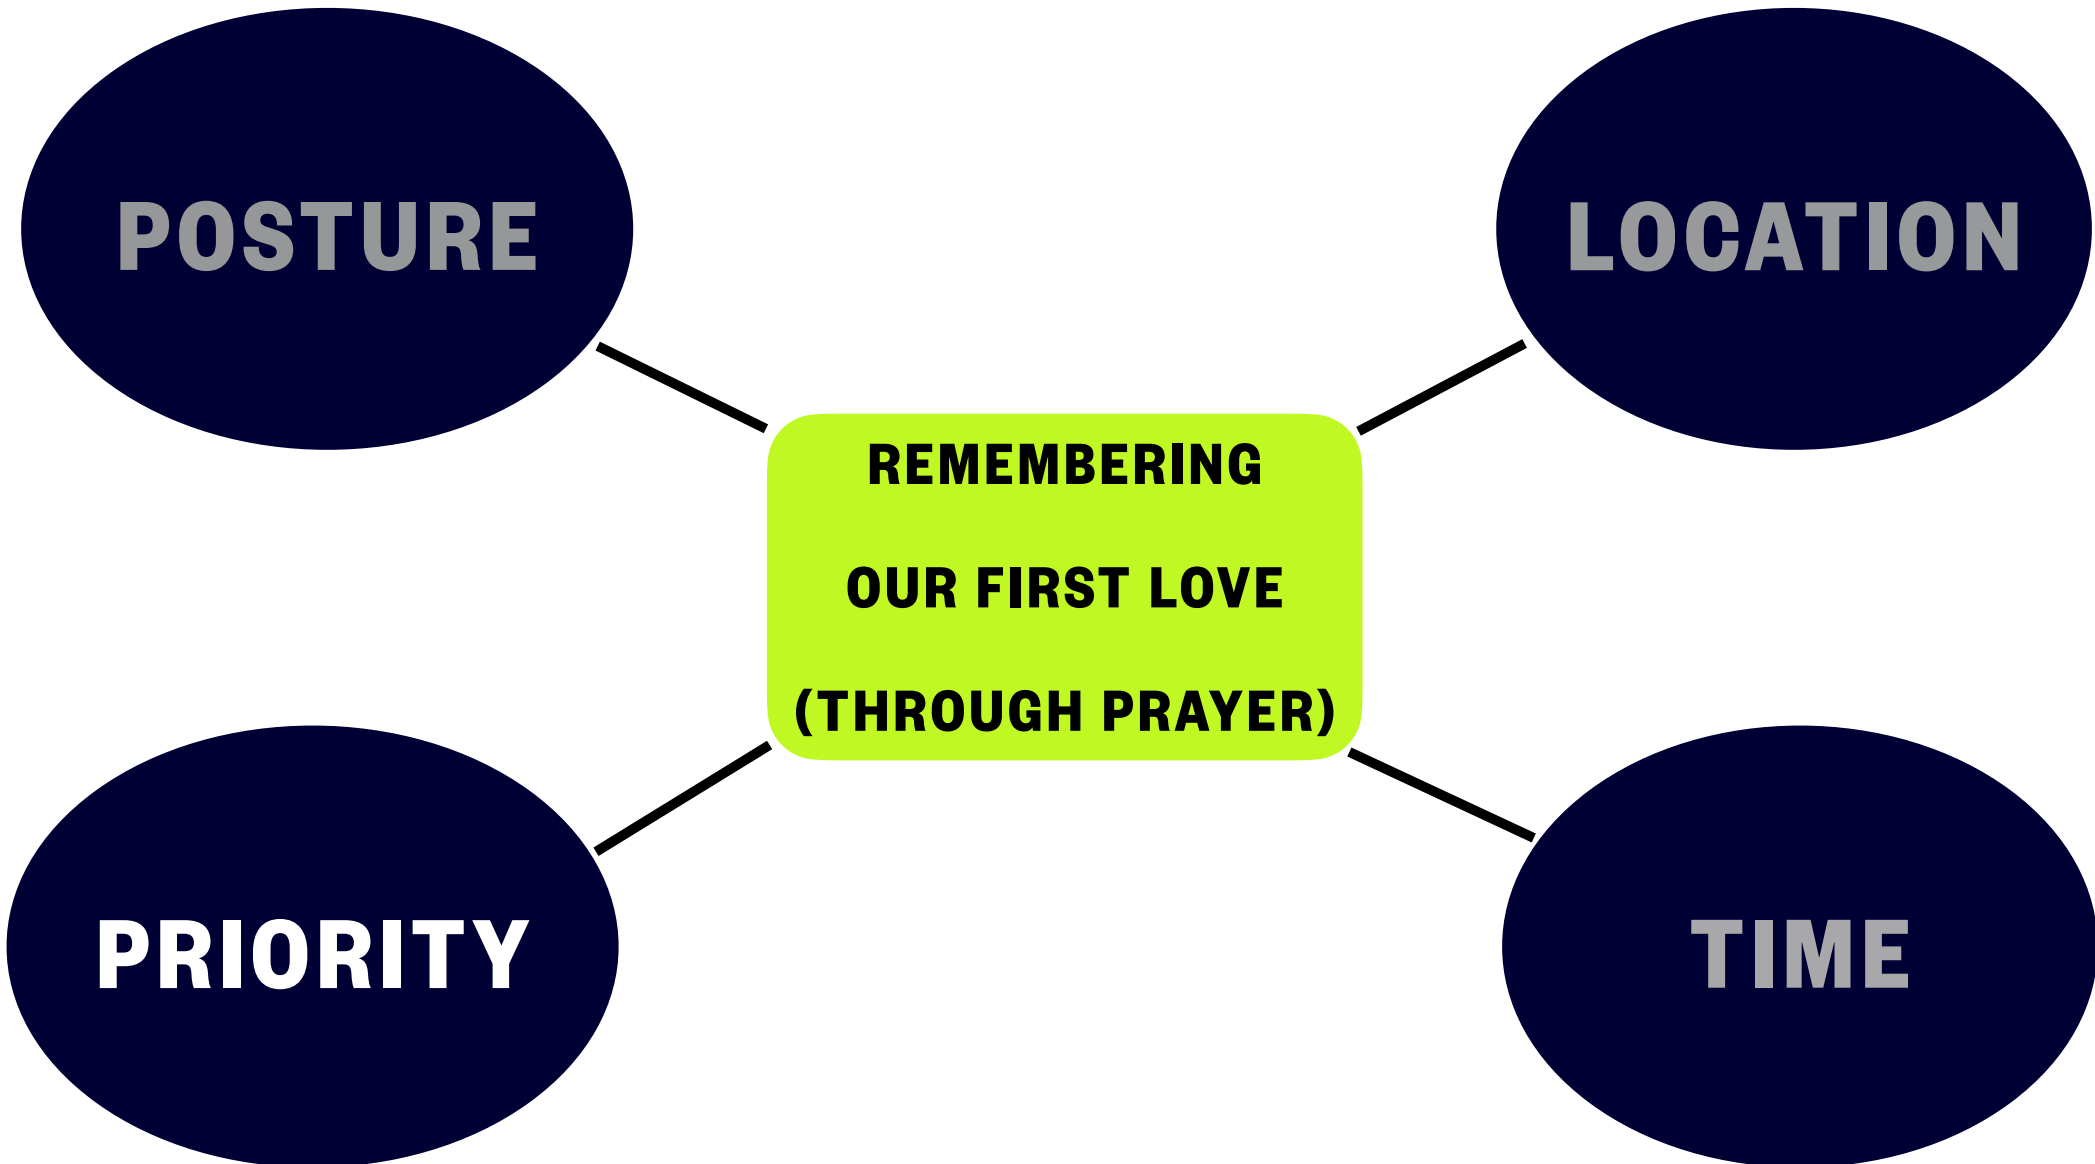 POSTURE
LOCATION
REMEMBERING
OUR FIRST LOVE
(THROUGH PRAYER)
PRIORITY
TIME